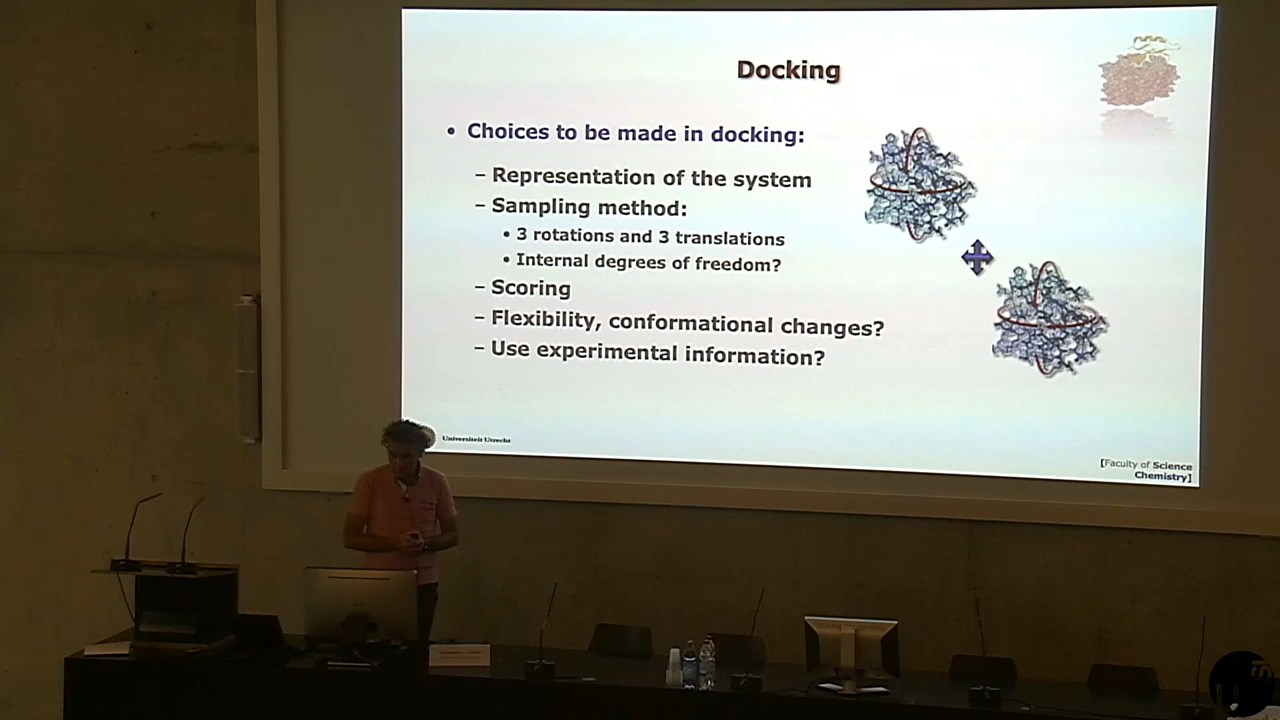 Docking
• Choices to be made in docking:
– Representation of the system
– Sampling method:
• 3 rotations and 3 translations
• Internal degrees of freedom?
– Scoring
– Flexibility, conformational changes?
– Use experimental information?
Universiteit Utrecht
[Faculty of Science
Chemistry]